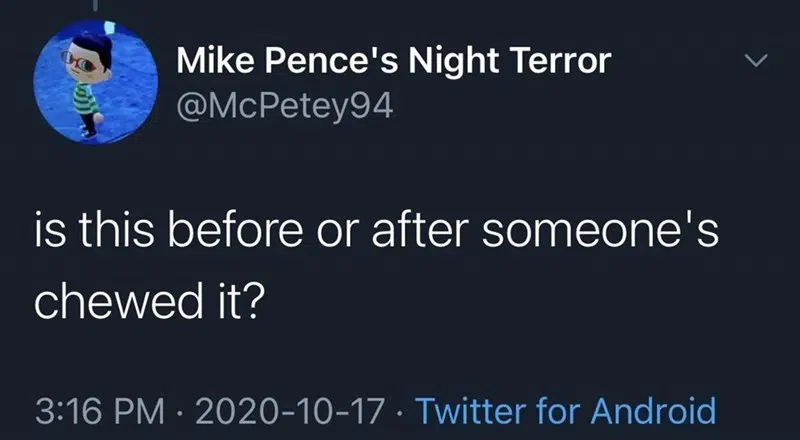 Mike Pence's Night Terror
@McPetey94
is this before or after someone's
chewed it?
3:16 PM · 2020-10-17 · Twitter for Android